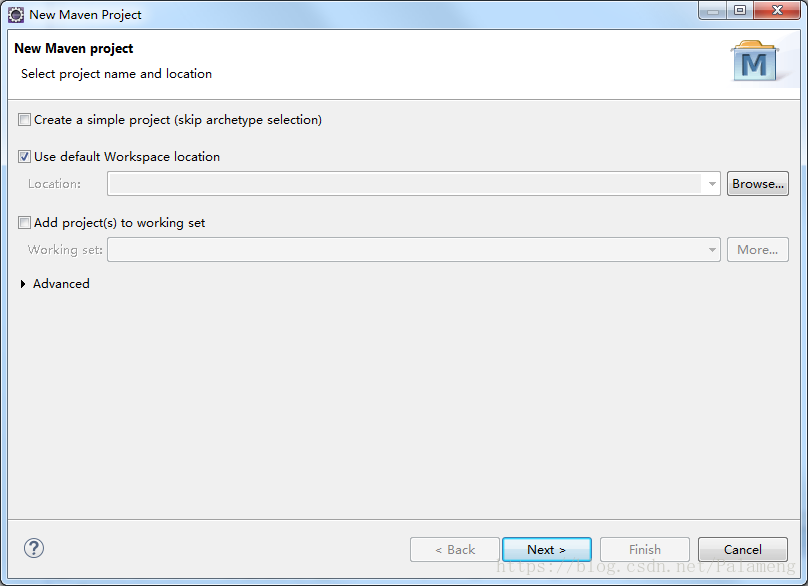 New Maven Project
New Maven project
Select project name and location
M
Create a simple project (skip archetype selection)
Use default Workspace location
Location:
Browse...
Add project(s) to working set
Working set:
More...
Advanced
?
< Back
Next >
Finish
Cancel
https://blog.csdn.net/Palameng